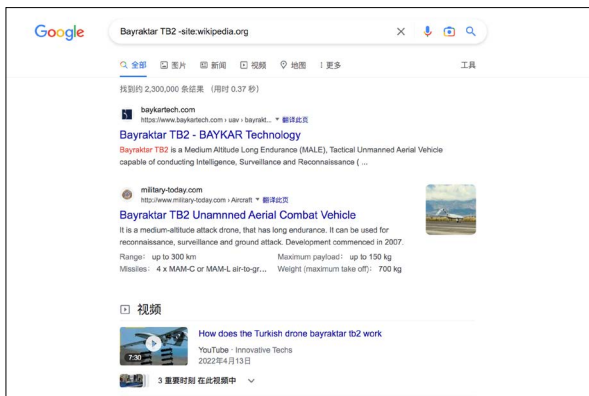 Google
Bayraktar TB2 -site:wikipedia.org
全部 图片 新闻 视频 地图 更多 工具
找到约 2,300,000 条结果 （用时 0.37 秒）
baykartech.com
https://www.baykartech.com › uav › bayrakt... 翻译此页
Bayraktar TB2 - BAYKAR Technology
Bayraktar TB2 is a Medium Altitude Long Endurance (MALE), Tactical Unmanned Aerial Vehicle
capable of conducting Intelligence, Surveillance and Reconnaissance ( ...
military-today.com
http://www.military-today.com › Aircraft 翻译此页
Bayraktar TB2 Unamnned Aerial Combat Vehicle
It is a medium-altitude attack drone, that has long endurance. It can be used for
reconnaissance, surveillance and ground attack. Development commenced in 2007.
Range: up to 300 km Maximum payload: up to 150 kg
Missiles: 4 x MAM-C or MAM-L air-to-gr... Weight (maximum take off): 700 kg
视频
How does the Turkish drone bayraktar tb2 work
7:30
YouTube · Innovative Techs
2022年4月13日
3 重要时刻 在此视频中